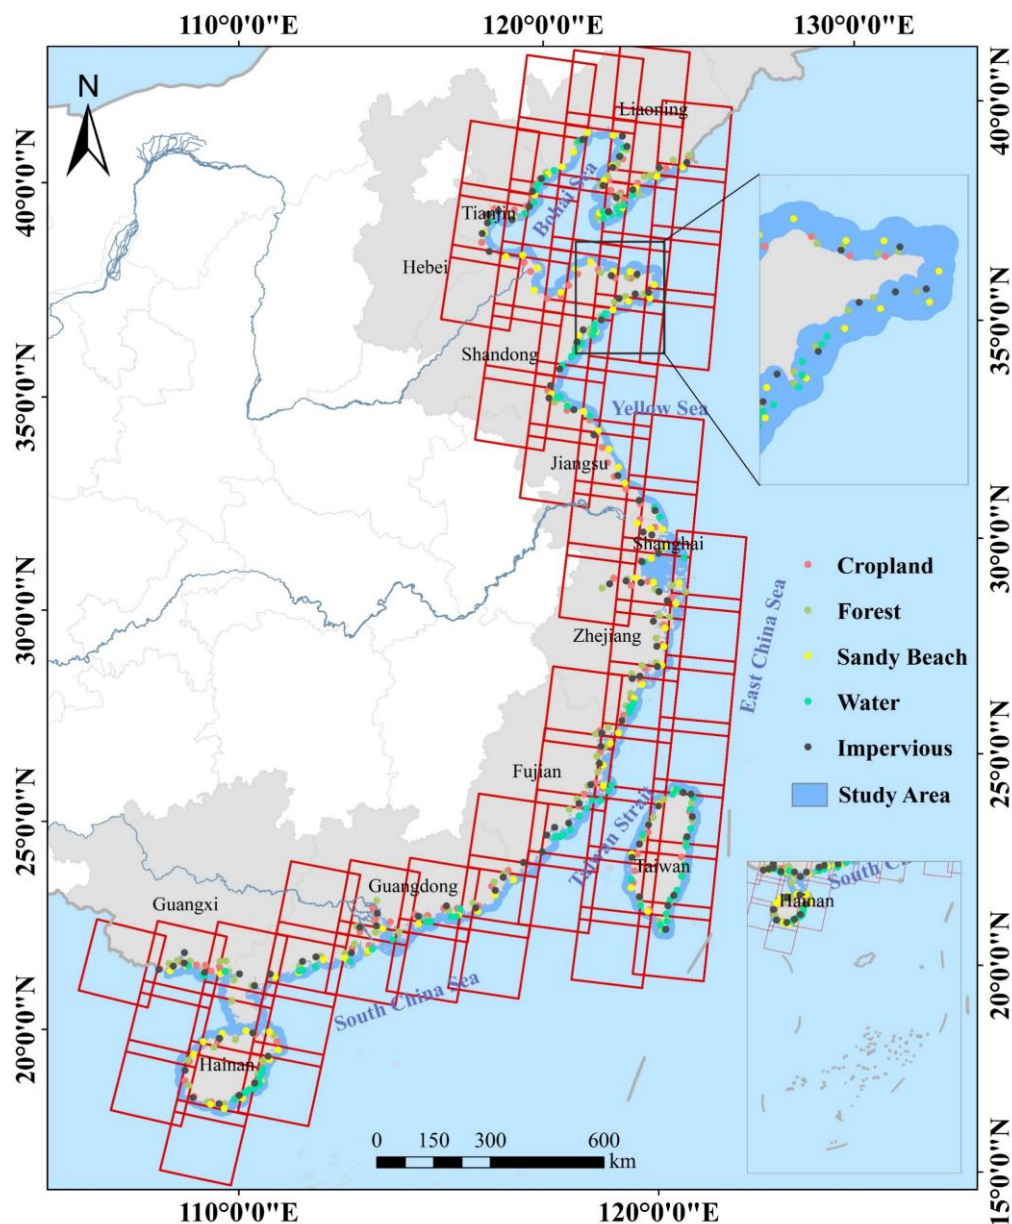 110°0'0"E 120°0'0"E 130°0'0"E
N
40°0'0"N
35°0'0"N
30°0'0"N
25°0'0"N
20°0'0"N
40°0'0"N
35°0'0"N
30°0'0"N
25°0'0"N
20°0'0"N
15°0'0"N
Liaoning
Bohai Sea
Tianjin
Hebei
Shandong
Yellow Sea
Jiangsu
Shanghai
Zhejiang
East China Sea
Fujian
Taiwan Strait
Taiwan
Guangdong
Guangxi
South China Sea
Hainan
Cropland
Forest
Sandy Beach
Water
Impervious
Study Area
South C
Hainan
0 150 300 600
km
110°0'0"E 120°0'0"E